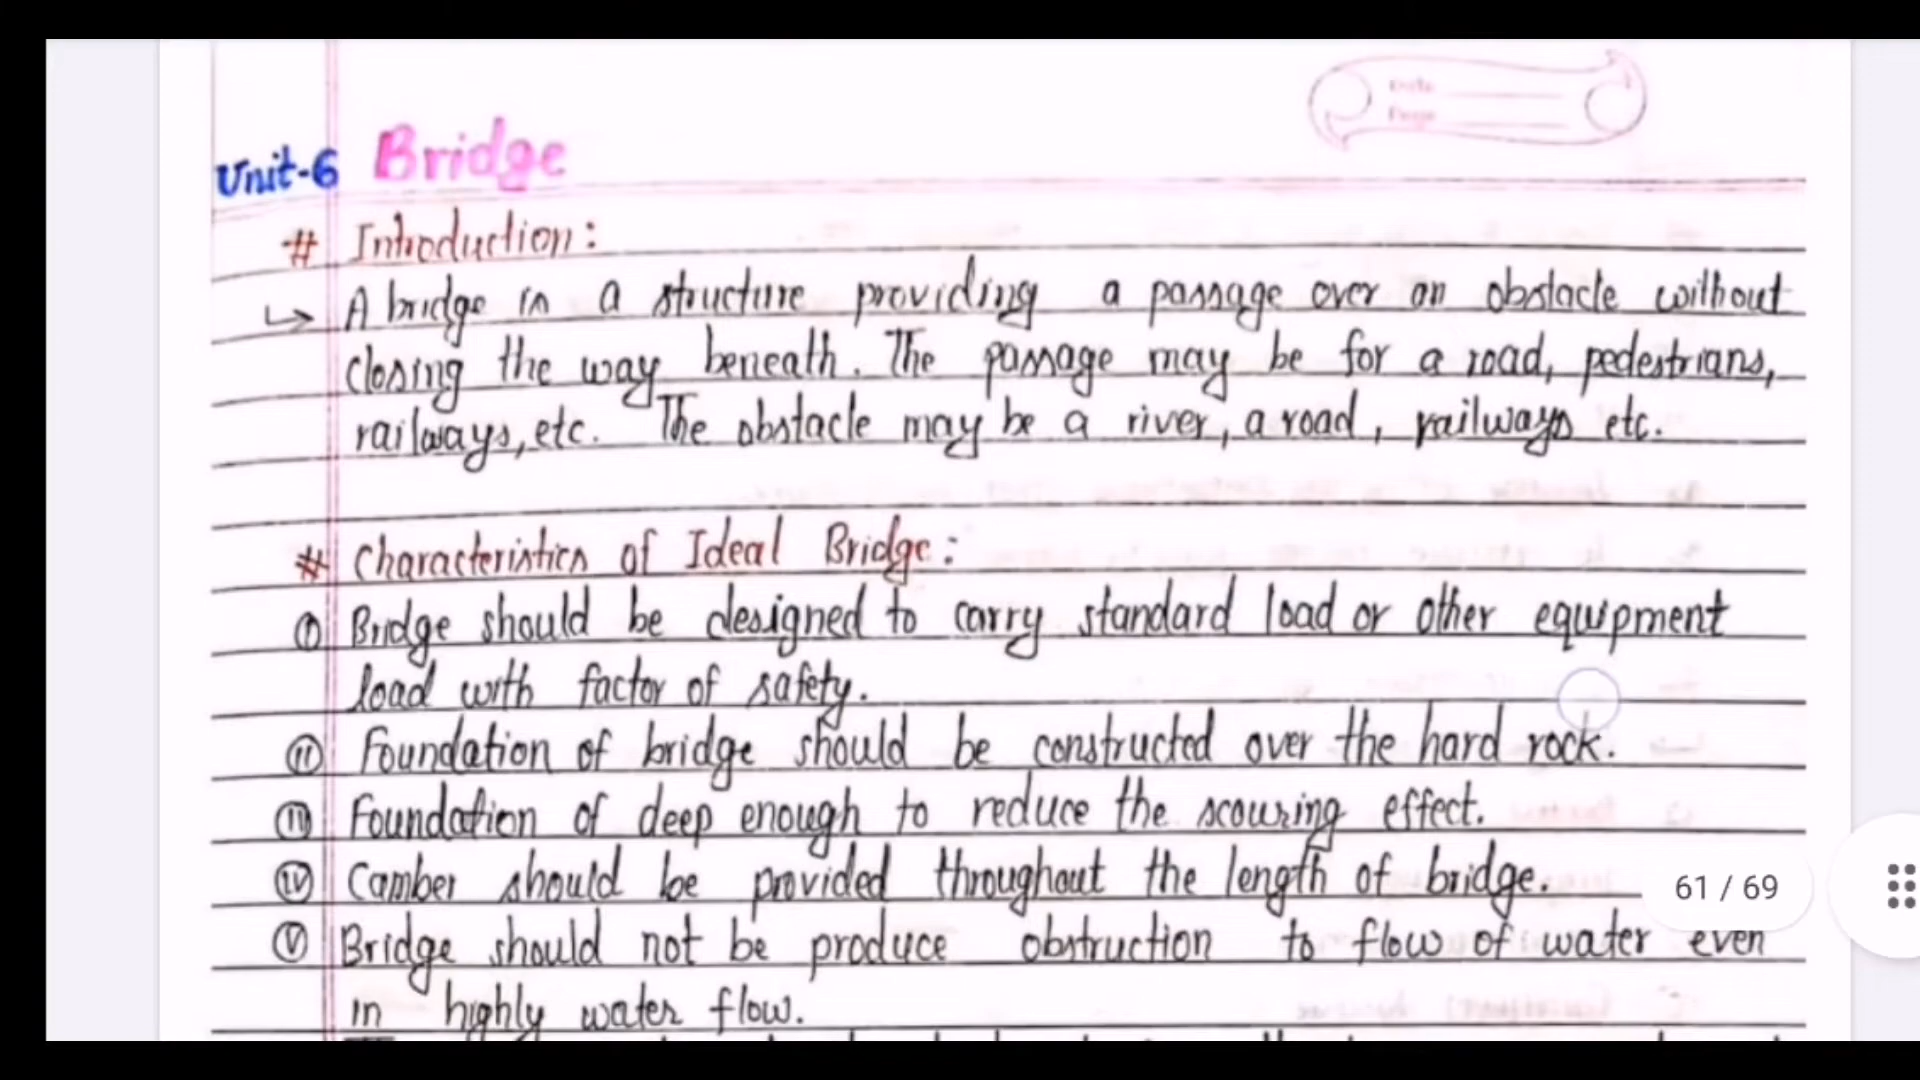 Unit-6 Bridge
# Introduction:
↳ A bridge is a structure providing a passage over an obstacle without
closing the way beneath. The passage may be for a road, pedestrians,
railways, etc. The obstacle may be a river, a road, railways etc.
# Characteristics of Ideal Bridge:
(i) Bridge should be designed to carry standard load or other equipment
load with factor of safety.
(ii) Foundation of bridge should be constructed over the hard rock.
(iii) Foundation of deep enough to reduce the scouring effect.
(iv) Camber should be provided throughout the length of bridge.
61 / 69
(v) Bridge should not be produce obstruction to flow of water even
in highly water flow.